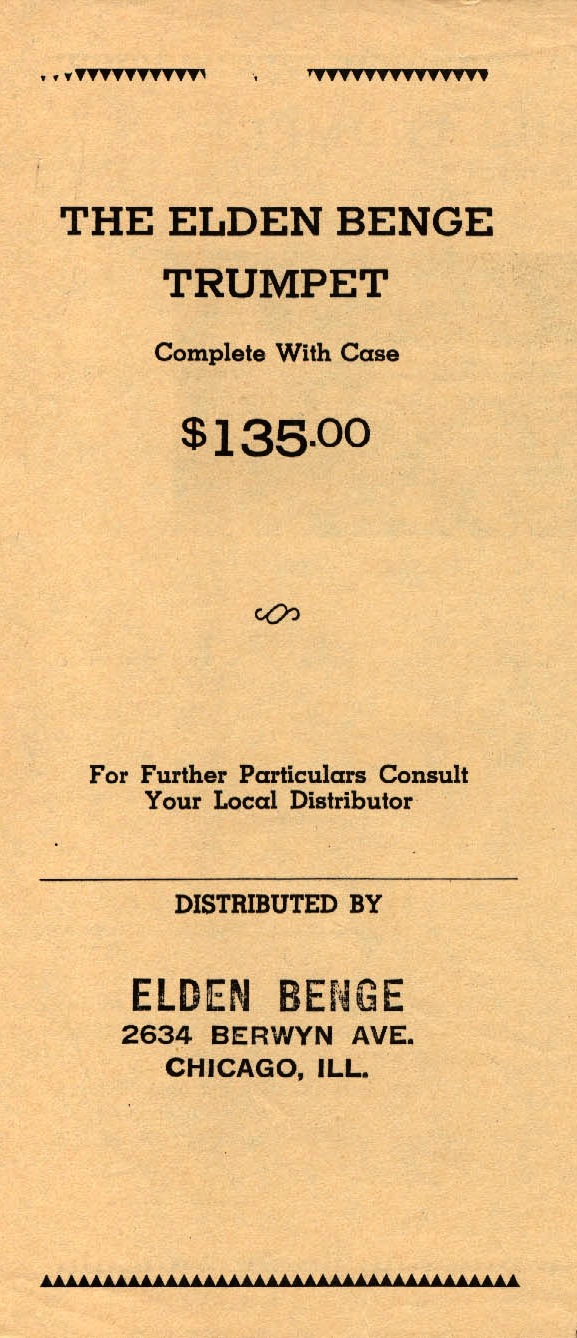 THE ELDEN BENGE
TRUMPET
Complete With Case
$135.00
For Further Particulars Consult
Your Local Distributor
DISTRIBUTED BY
ELDEN BENGE
2634 BERWYN AVE.
CHICAGO, ILL.